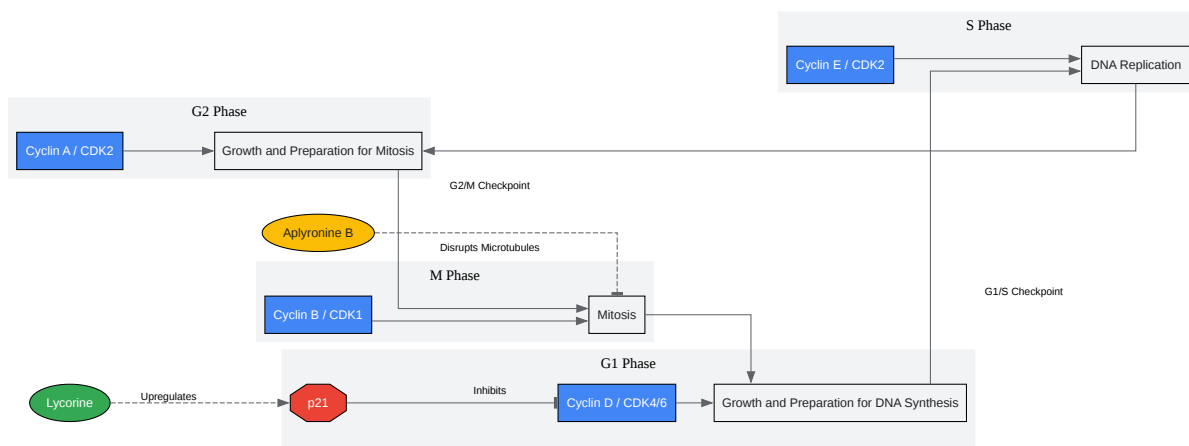 S Phase
Cyclin E / CDK2
DNA Replication
G2 Phase
Cyclin A / CDK2
Growth and Preparation for Mitosis
G2/M Checkpoint
Aplyronine B
Disrupts Microtubules
M Phase
Cyclin B / CDK1
Mitosis
G1/S Checkpoint
G1 Phase
Lycorine
Upregulates
p21
Inhibits
Cyclin D / CDK4/6
Growth and Preparation for DNA Synthesis